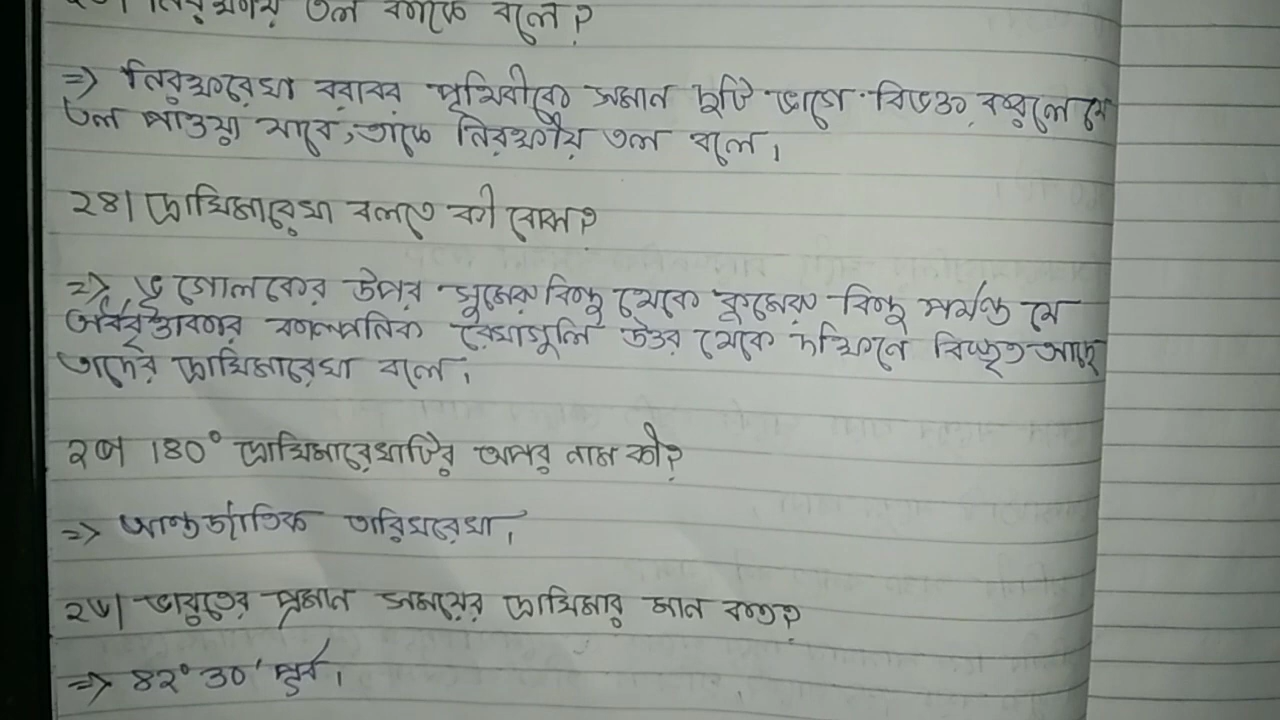 ২৩। নিরক্ষীয় তল কাকে বলে?
=> নিরক্ষরেখা বরাবর পৃথিবীকে সমান দুটি ভাগে বিভক্ত করলে যে
তল পাওয়া যাবে, তাকে নিরক্ষীয় তল বলে।
২৪। দ্রাঘিমারেখা বলতে কী বোঝ?
=> ভূ গোলকের উপর সুমেরু বিন্দু থেকে কুমেরু বিন্দু পর্যন্ত যে
অর্ধবৃত্তাকার কাল্পনিক রেখাগুলি উত্তর থেকে দক্ষিনে বিস্তৃত আছে
তাদের দ্রাঘিমারেখা বলে।
২৫। 180° দ্রাঘিমারেখাটির অপর নাম কী?
=> আন্তর্জাতিক তারিখরেখা।
২৬। ভারতের প্রমান সময়ের দ্রাঘিমার মান কত?
=> ৪২° 30' পূর্ব।